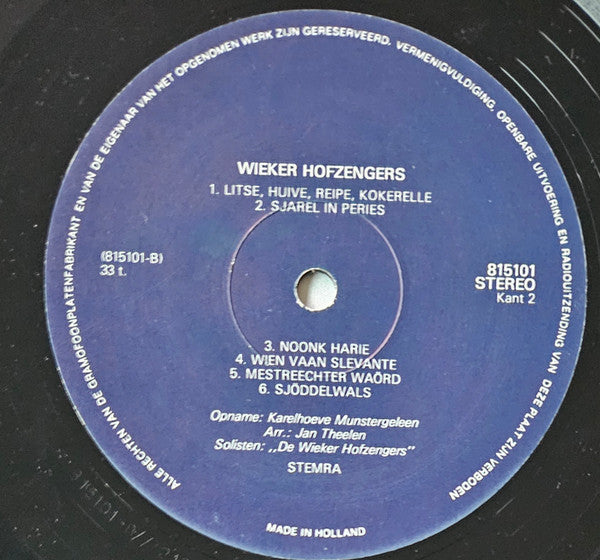 ALLE RECHTEN VAN DE GRAMOFOONPLATENFABRIKANT EN VAN DE EIGENAAR VAN HET OPGENOMEN WERK ZIJN GERESERVEERD. VERMENIGVULDIGING, OPENBARE UITVOERING EN RADIOUITZENDING VAN DEZE PLAAT ZIJN VERBODEN
WIEKER HOFZENGERS
1. LITSE, HUIVE, REIPE, KOKERELLE
2. SJAREL IN PERIES
(815101-B)
33 t.
815101
STEREO
Kant 2
3. NOONK HARIE
4. WIEN VAAN SLEVANTE
5. MESTREECHTER WAÖRD
6. SJÖDDELWALS
Opname: Karelhoeve Munstergeleen
Arr.: Jan Theelen
Solisten: „De Wieker Hofzengers"
STEMRA
MADE IN HOLLAND